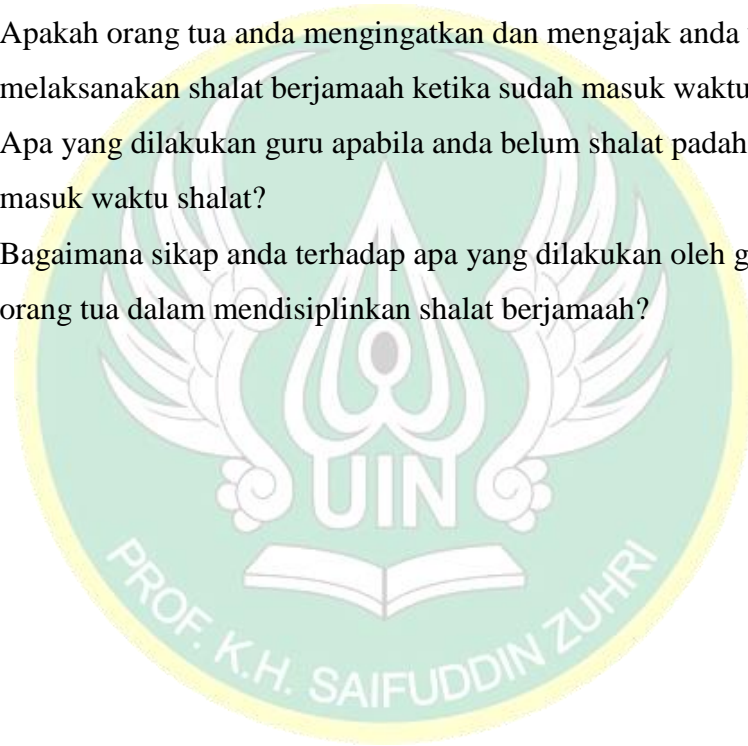 Apakah orang tua anda mengingatkan dan mengajak anda
melaksanakan shalat berjamaah ketika sudah masuk waktu
Apa yang dilakukan guru apabila anda belum shalat padah
masuk waktu shalat?
Bagaimana sikap anda terhadap apa yang dilakukan oleh g
orang tua dalam mendisiplinkan shalat berjamaah?
UIN
PROF. K.H. SAIFUDDIN ZUHRI